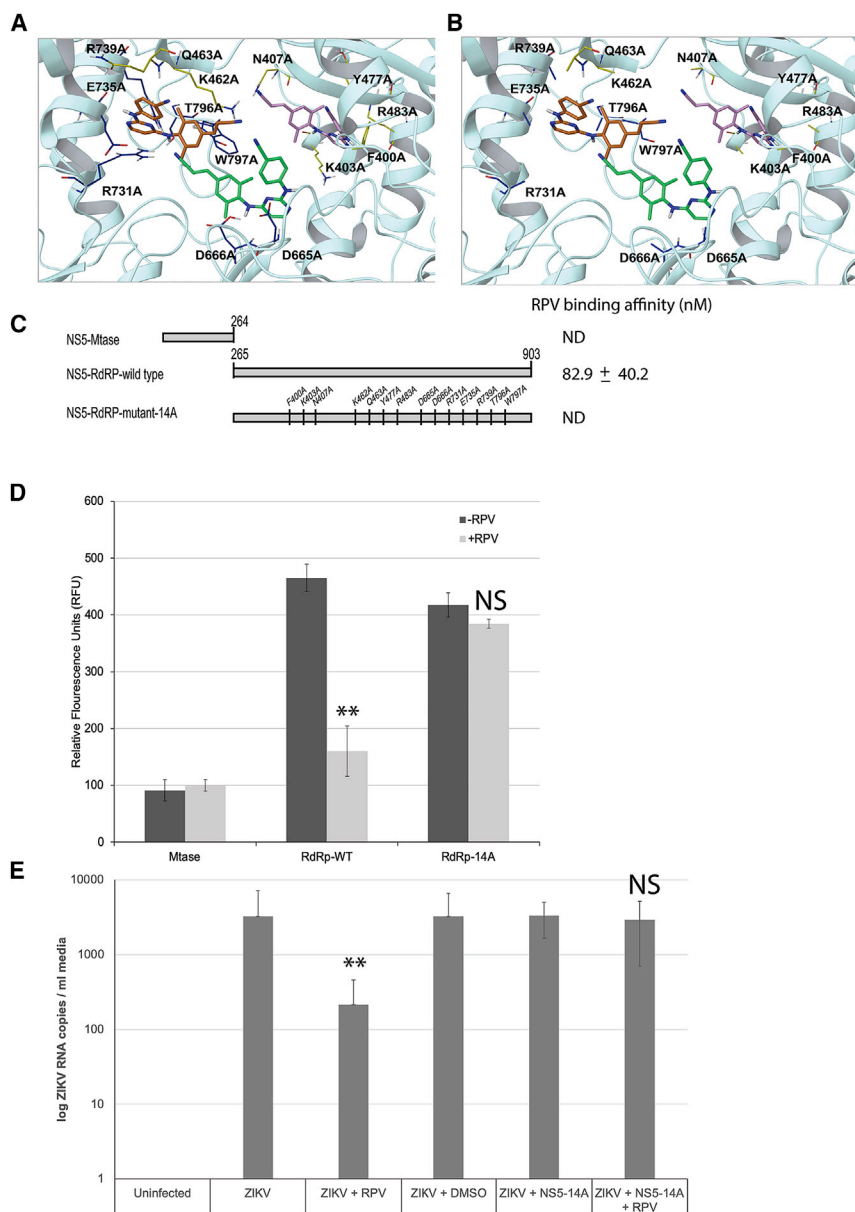 A
R739A
Q463A
N407A
E735A
K462A
Y477A
T796A
R483A
W797A
F400A
K403A
R731A
D666A
D665A
B
R739A
Q463A
N407A
E735A
K462A
Y477A
T796A
R483A
W797A
F400A
K403A
R731A
D666A
D665A
RPV binding affinity (nM)
C
264
NS5-Mtase
ND
265
903
NS5-RdRP-wild type
82.9 ± 40.2
F400A K403A N407A K462A Q463A Y477A R483A D665A D666A R731A E735A R739A T796A W797A
NS5-RdRP-mutant-14A
ND
D
600
500
400
300
200
100
0
Relative Flourescence Units (RFU)
-RPV
+RPV
**
NS
Mtase
RdRp-WT
RdRp-14A
E
10000
1000
100
10
1
log ZIKV RNA copies / ml media
**
NS
Uninfected
ZIKV
ZIKV + RPV
ZIKV + DMSO
ZIKV + NS5-14A
ZIKV + NS5-14A
+ RPV